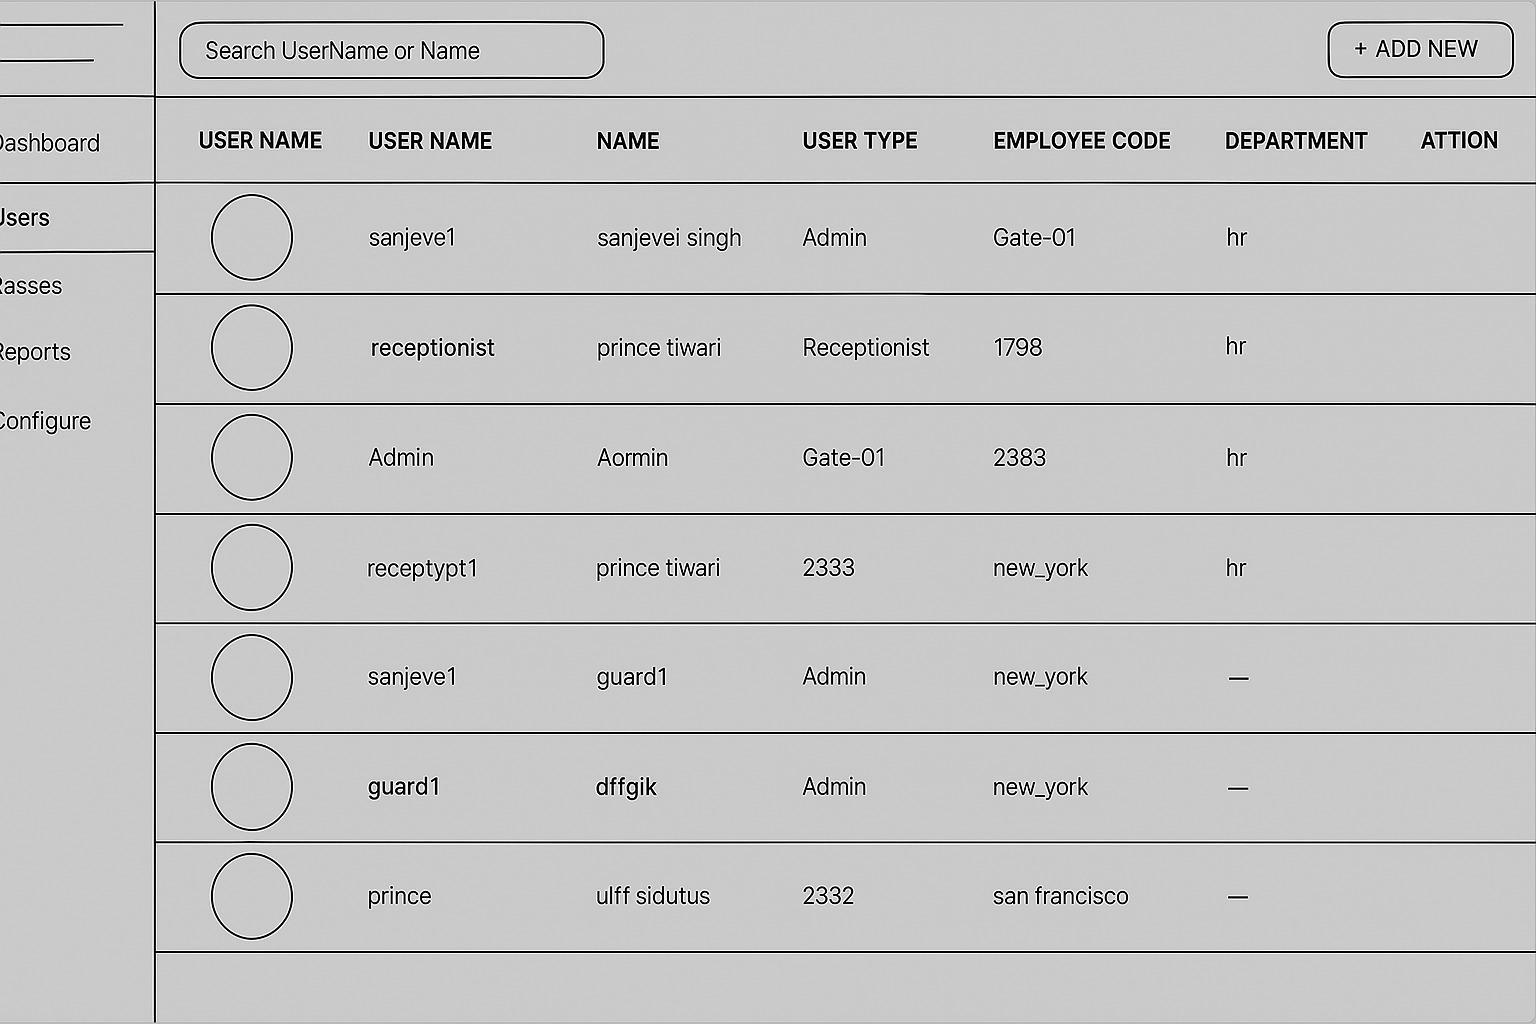 Search UserName or Name
+ ADD NEW
Dashboard
Users
Rasses
Reports
Configure
USER NAME USER NAME NAME USER TYPE EMPLOYEE CODE DEPARTMENT ATTION
sanjeve1 sanjevei singh Admin Gate-01 hr
receptionist prince tiwari Receptionist 1798 hr
Admin Aormin Gate-01 2383 hr
receptypt1 prince tiwari 2333 new_york hr
sanjeve1 guard1 Admin new_york —
guard1 dffgik Admin new_york —
prince ulff sidutus 2332 san francisco —